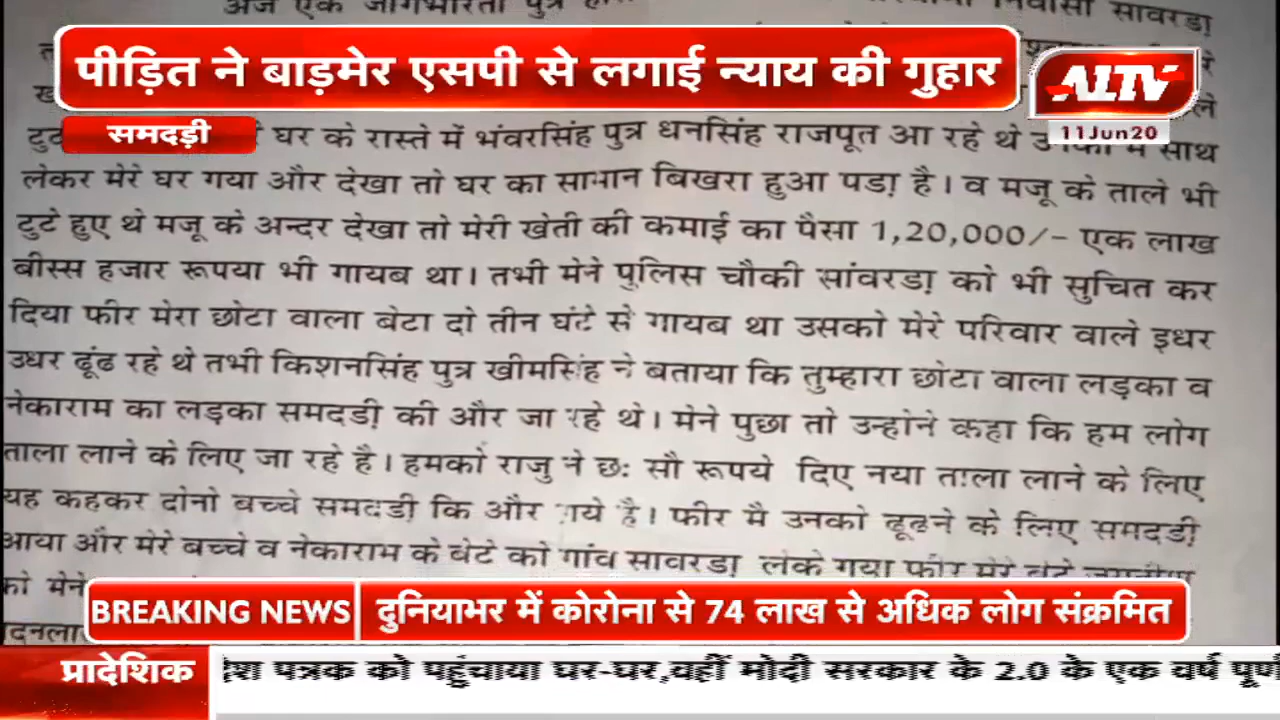 पीड़ित ने बाड़मेर एसपी से लगाई न्याय की गुहार
ALTV
11Jun20
समदड़ी
घर के रास्ते में भंवरसिंह पुत्र धनसिंह राजपूत आ रहे थे साथ
लेकर मेरे घर गया और देखा तो घर का सामान बिखरा हुआ पडा़ है। व मजू के ताले भी
टुटे हुए थे मजू के अन्दर देखा तो मेरी खेती की कमाई का पैसा 1,20,000/- एक लाख
बीस्स हजार रूपया भी गायब था। तभी मेने पुलिस चौकी सांवरडा़ को भी सुचित कर
दिया फीर मेरा छोटा वाला बेटा दो तीन घंटे से गायब था उसको मेरे परिवार वाले इधर
उधर ढूंढ रहे थे तभी किशनसिंह पुत्र खीमसिंह ने बताया कि तुम्हारा छोटा वाला लड़का व
नेकाराम का लड़का समदडी़ की और जा रहे थे। मेने पुछा तो उन्होने कहा कि हम लोग
ताला लाने के लिए जा रहे है। हमको राजु ने छः सौ रूपये दिए नया ताला लाने के लिए
यह कहकर दोनो बच्चे समदडी़ कि और गये है। फीर मै उनको ढूढ़ने के लिए समदडी़
आया और मेरे बच्चे व नेकाराम के बेटे को गांव सावरडा़ लेके गया फीर मेरे बेटे
को मेने
BREAKING NEWS दुनियाभर में कोरोना से 74 लाख से अधिक लोग संक्रमित
प्रादेशिक पत्रक को पहुंचाया घर-घर,वहीं मोदी सरकार के 2.0 के एक वर्ष पूर्ण